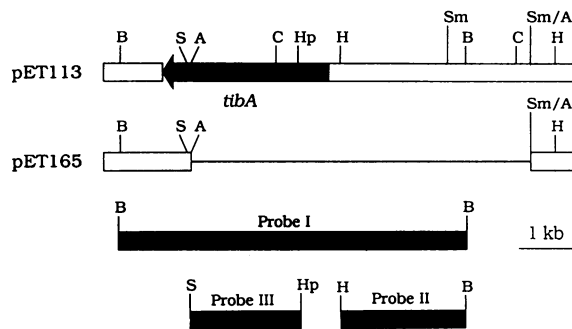 B S A C Hp H Sm B C Sm/A H
pET113
tibA
B S A Sm/A H
pET165
B Probe I B
1 kb
S Probe III Hp H Probe II B